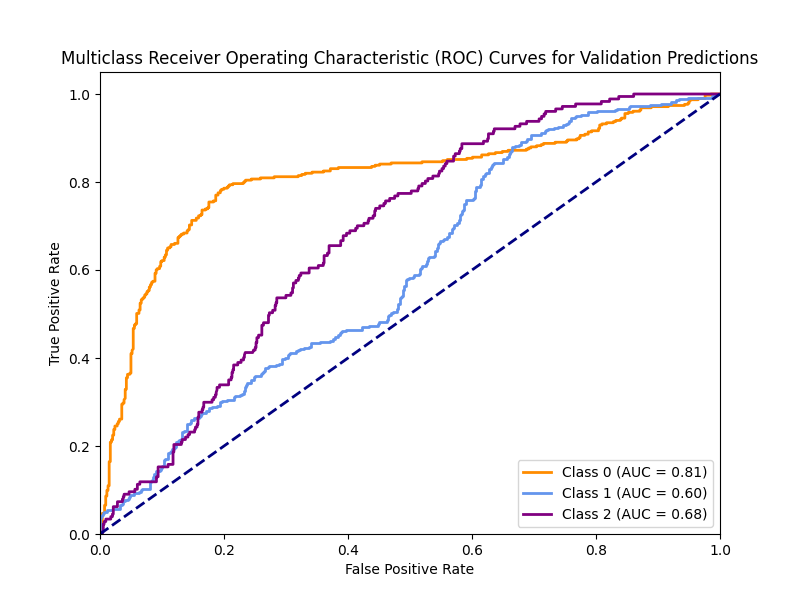 Multiclass Receiver Operating Characteristic (ROC) Curves for Validation Predictions
True Positive Rate
1.0
0.8
0.6
0.4
0.2
0.0
0.0 0.2 0.4 0.6 0.8 1.0
False Positive Rate
Class 0 (AUC = 0.81)
Class 1 (AUC = 0.60)
Class 2 (AUC = 0.68)